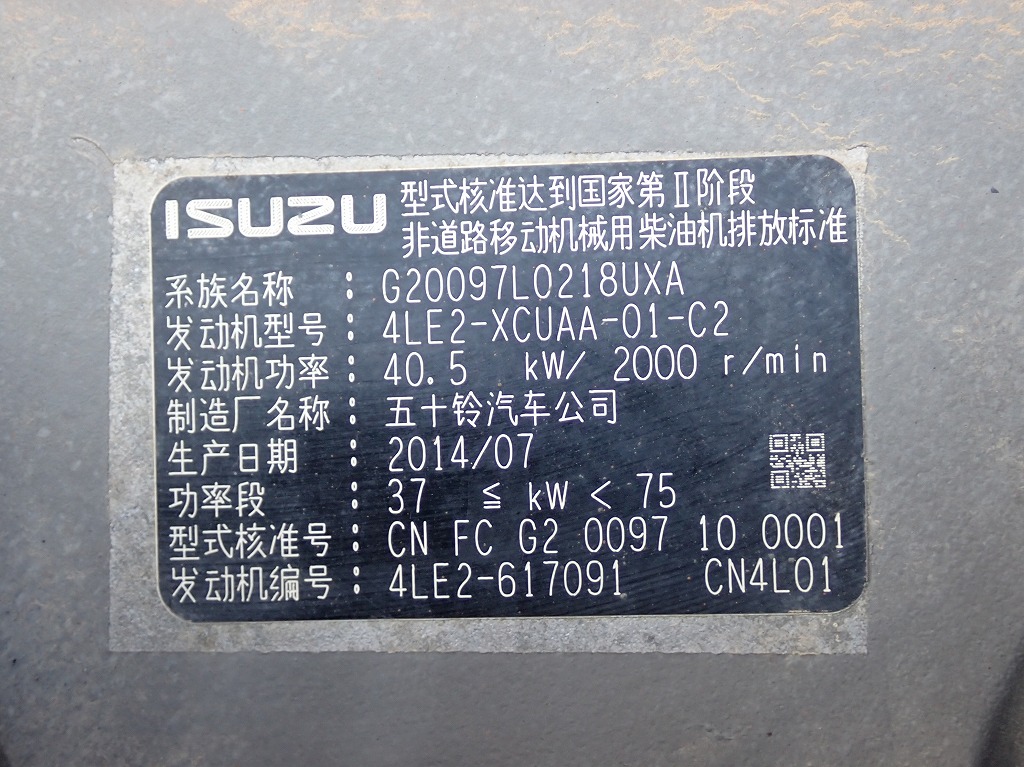 ISUZU 型式核准达到国家第Ⅱ阶段
非道路移动机械用柴油机排放标准
系族名称 : G20097L0218UXA
发动机型号 : 4LE2-XCUAA-01-C2
发动机功率 : 40.5 kW/ 2000 r/min
制造厂名称 : 五十铃汽车公司
生产日期 : 2014/07
功率段 : 37 ≦ kW < 75
型式核准号 : CN FC G2 0097 10 0001
发动机编号 : 4LE2-617091 CN4L01